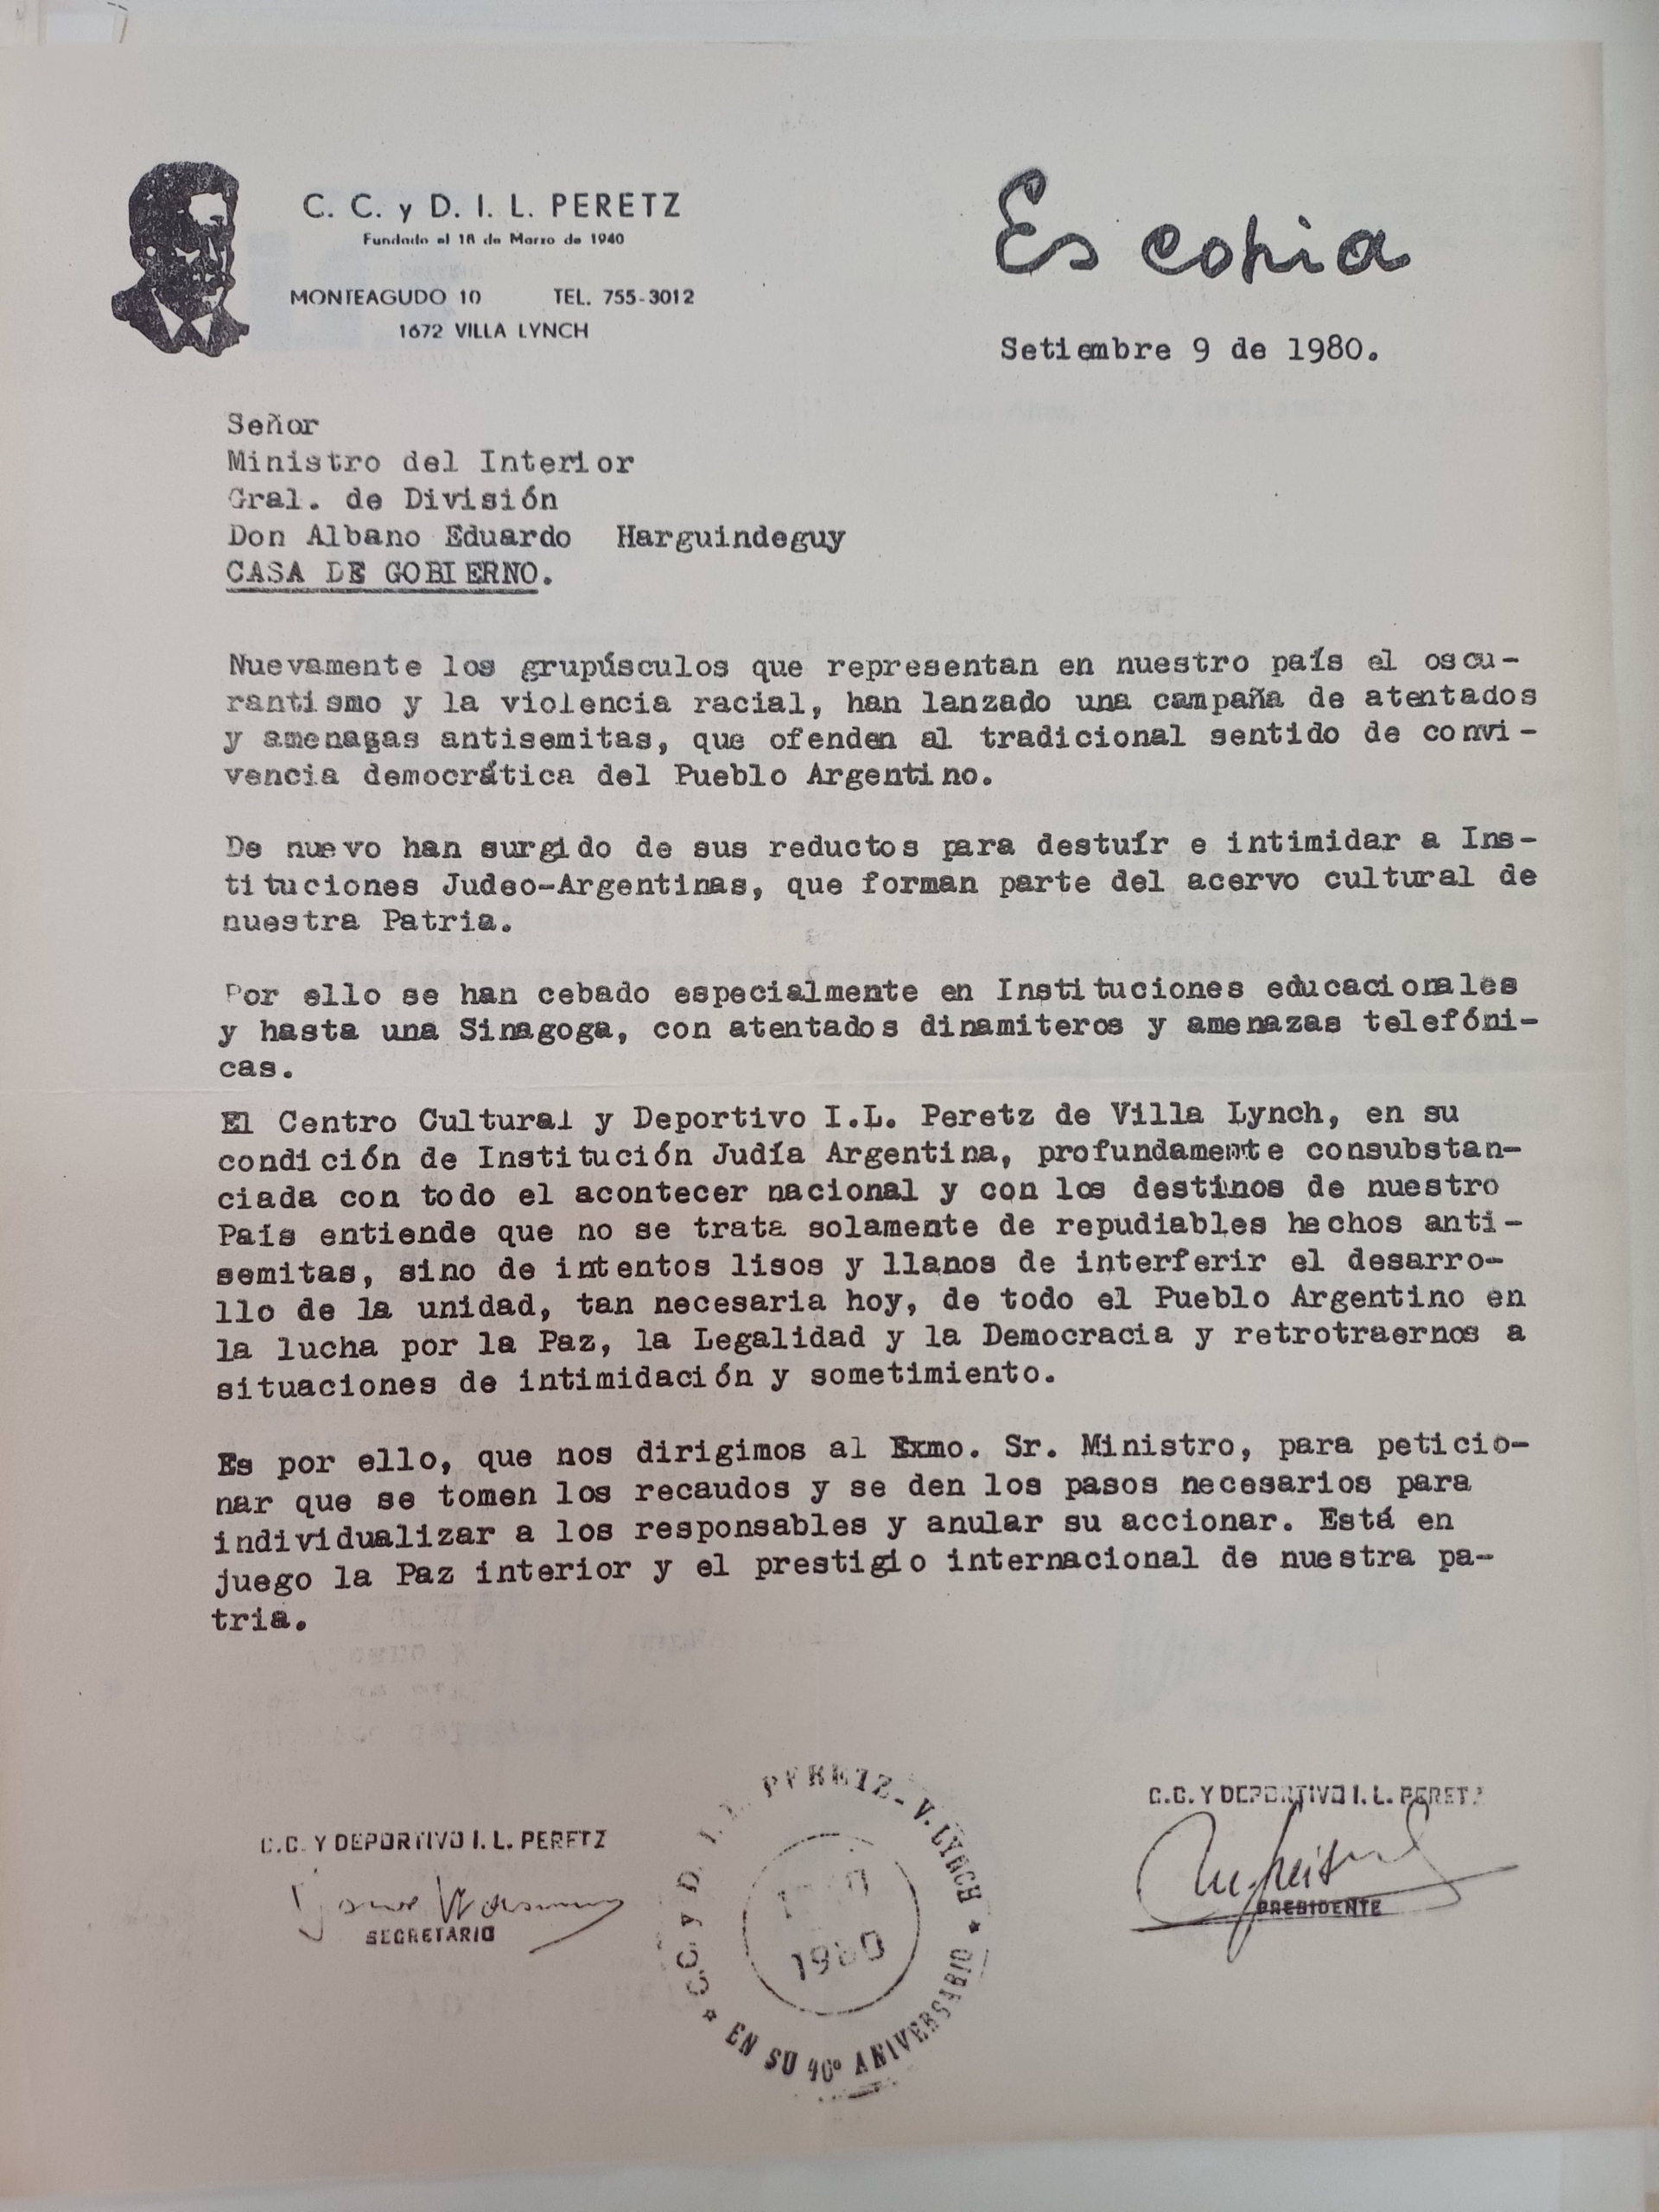 C. C. y D. I. L. PERETZ
Fundado el 18 de Marzo de 1940
MONTEAGUDO 10 TEL. 755-3012
1672 VILLA LYNCH
Es copia
Setiembre 9 de 1980.
Señor
Ministro del Interior
Gral. de División
Don Albano Eduardo Harguindeguy
CASA DE GOBIERNO.
Nuevamente los grupúsculos que representan en nuestro país el oscu-
rantismo y la violencia racial, han lanzado una campaña de atentados
y amenagas antisemitas, que ofenden al tradicional sentido de convi-
vencia democrática del Pueblo Argentino.
De nuevo han surgido de sus reductos para destuír e intimidar a Ins-
tituciones Judeo-Argentinas, que forman parte del acervo cultural de
nuestra Patria.
Por ello se han cebado especialmente en Instituciones educacionales
y hasta una Sinagoga, con atentados dinamiteros y amenazas telefóni-
cas.
El Centro Cultural y Deportivo I.L. Peretz de Villa Lynch, en su
condición de Institución Judía Argentina, profundamente consubstan-
ciada con todo el acontecer nacional y con los destinos de nuestro
País entiende que no se trata solamente de repudiables hechos anti-
semitas, sino de intentos lisos y llanos de interferir el desarro-
llo de la unidad, tan necesaria hoy, de todo el Pueblo Argentino en
la lucha por la Paz, la Legalidad y la Democracia y retrotraernos a
situaciones de intimidación y sometimiento.
Es por ello, que nos dirigimos al Exmo. Sr. Ministro, para peticio-
nar que se tomen los recaudos y se den los pasos necesarios para
individualizar a los responsables y anular su accionar. Está en
juego la Paz interior y el prestigio internacional de nuestra pa-
tria.
C.C. Y DEPORTIVO I. L. PERETZ
SECRETARIO
C.C. y D. I. L. PERETZ - V. LYNCH
1980
EN SU 40º ANIVERSARIO
C.C. Y DEPORTIVO I. L. PERETZ
PRESIDENTE